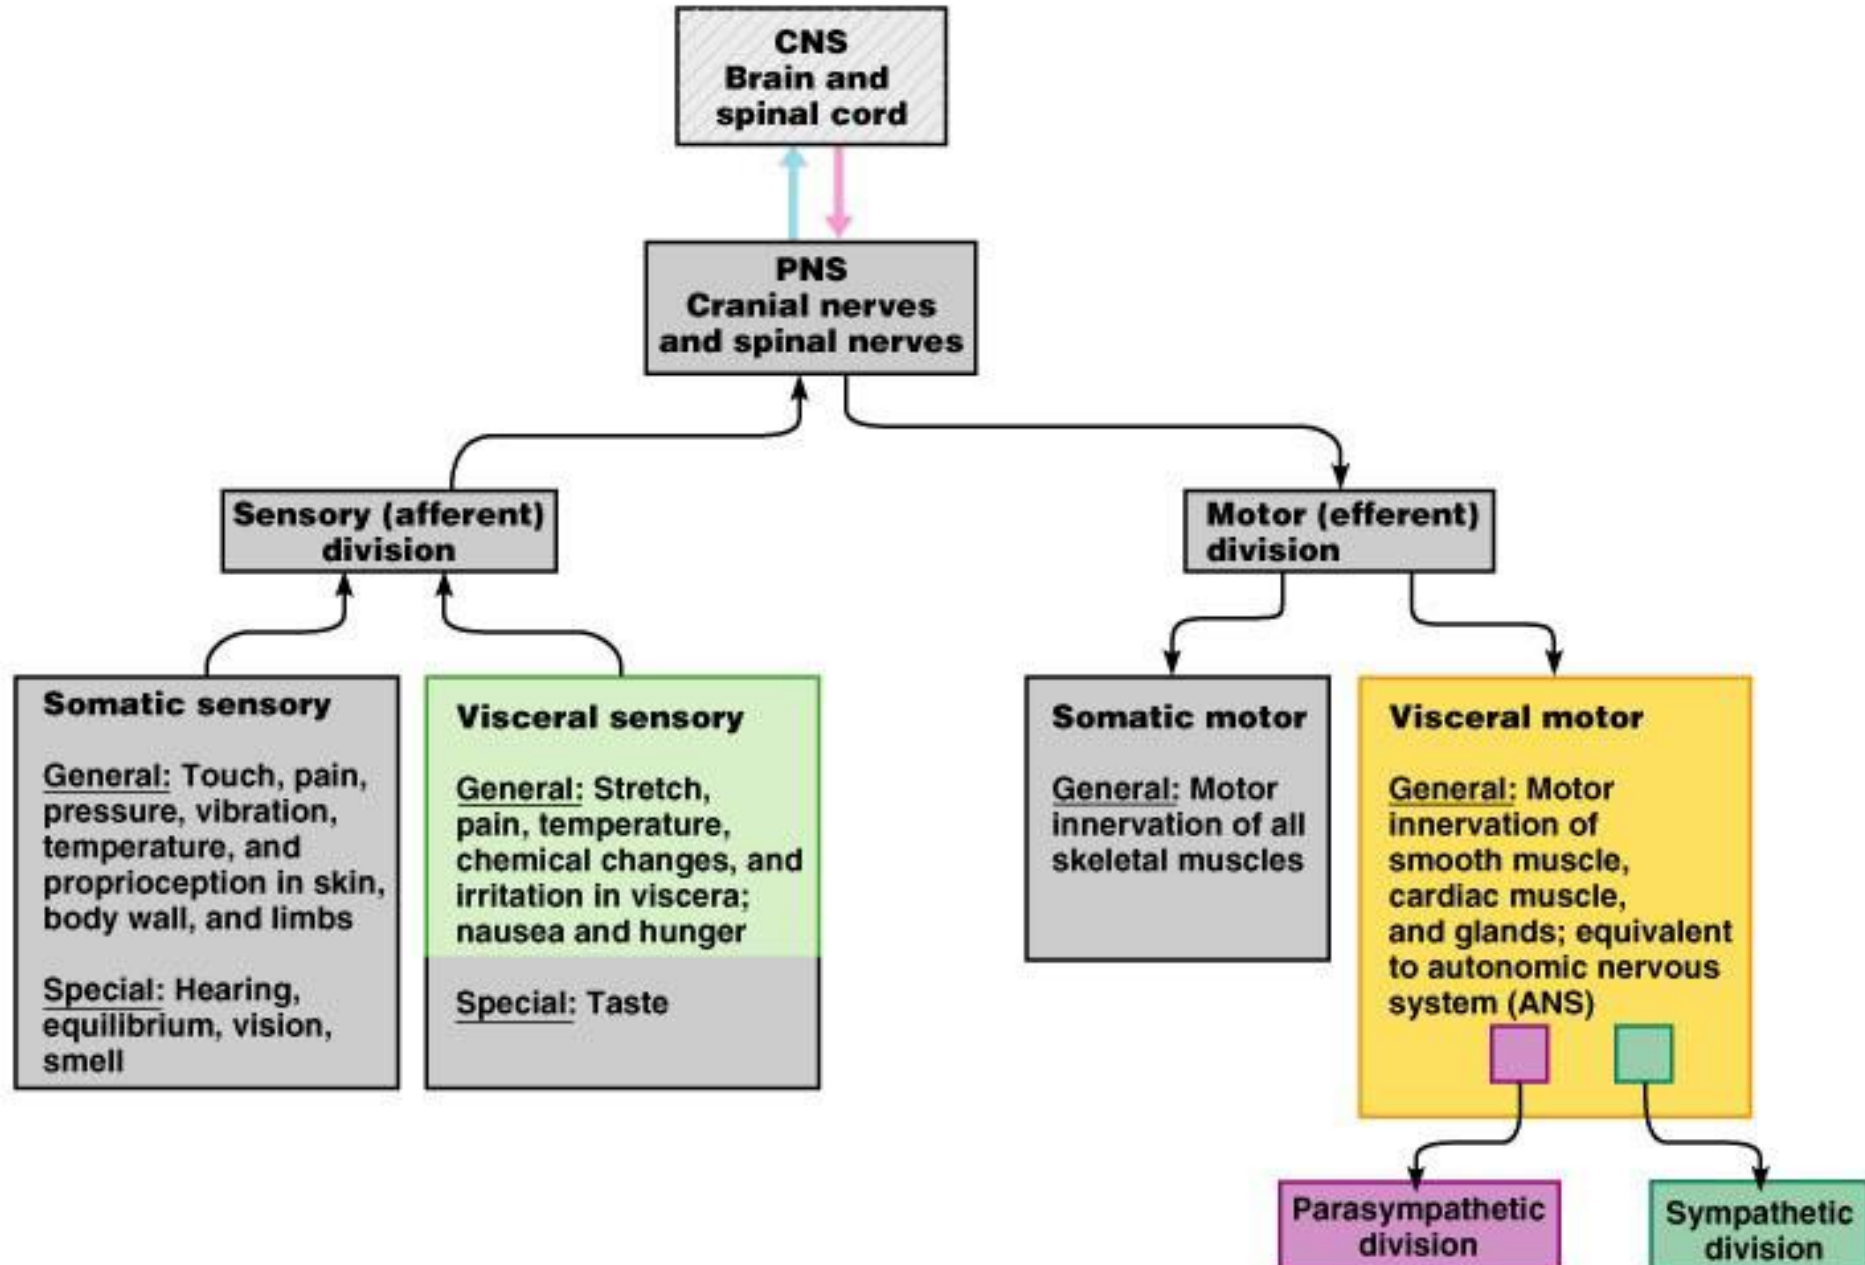 CNS
Brain and
spinal cord
PNS
Cranial nerves
and spinal nerves
Sensory (afferent)
division
Motor (efferent)
division
Somatic sensory
General: Touch, pain,
pressure, vibration,
temperature, and
proprioception in skin,
body wall, and limbs
Special: Hearing,
equilibrium, vision,
smell
Visceral sensory
General: Stretch,
pain, temperature,
chemical changes, and
irritation in viscera;
nausea and hunger
Special: Taste
Somatic motor
General: Motor
innervation of all
skeletal muscles
Visceral motor
General: Motor
innervation of
smooth muscle,
cardiac muscle,
and glands; equivalent
to autonomic nervous
system (ANS)
Parasympathetic
division
Sympathetic
division